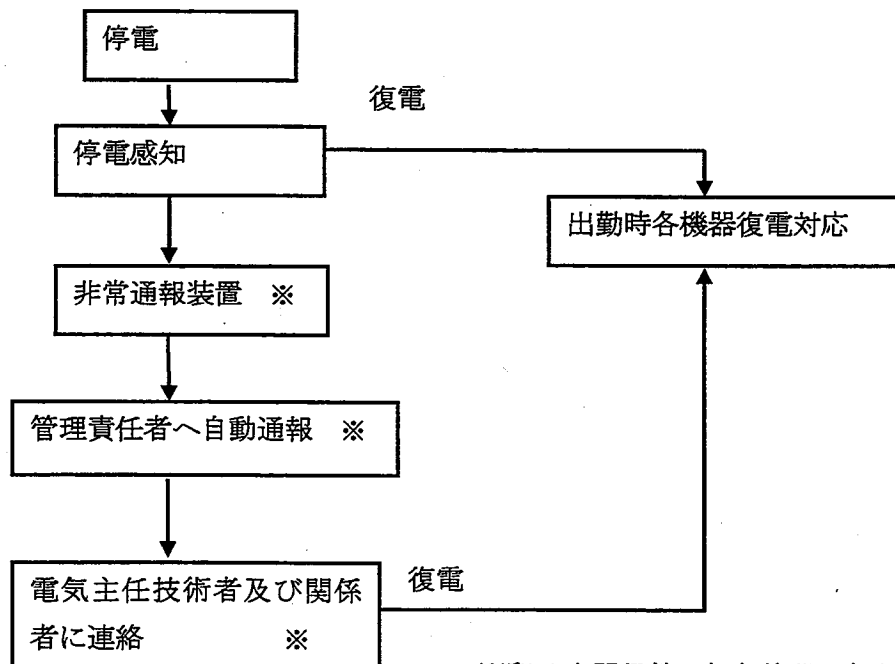 停電
復電
停電感知
出勤時各機器復電対応
非常通報装置　※
管理責任者へ自動通報　※
電気主任技術者及び関係
者に連絡　※
復電